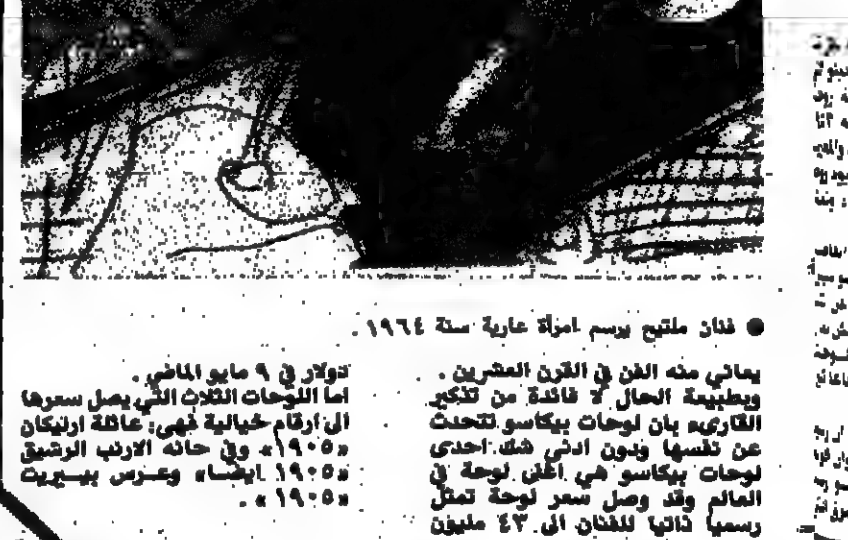 ● فنان ملتيح يرسم امرأة عارية سنة ١٩٦٤ .
يعاني منه الفن في القرن العشرين .
وبطبيعة الحال لا فائدة من تذكير
القارىء بان لوحات بيكاسو تتحدث
عن نفسها ودون ادنى شك احدى
لوحات بيكاسو هي اغلى لوحة في
العالم وقد وصل سعر لوحة تمثل
رسميا ذاتيا للفنان الى ٤٣ مليون
دولار في ٩ مايو الماضي .
اما اللوحات الثلاث التي يصل سعرها
الى ارقام خيالية فهي: عائلة ارليكان
«١٩٠٥» وفي حانه الارنب الرشيق
«١٩٠٥ ايضا» وعرس بييريت
«١٩٠٥» .